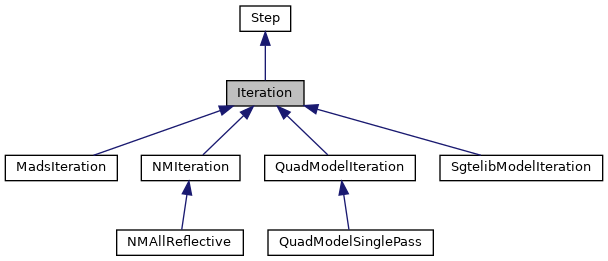 Step
Iteration
MadsIteration
NMIteration
QuadModelIteration
SgtelibModelIteration
NMAllReflective
QuadModelSinglePass